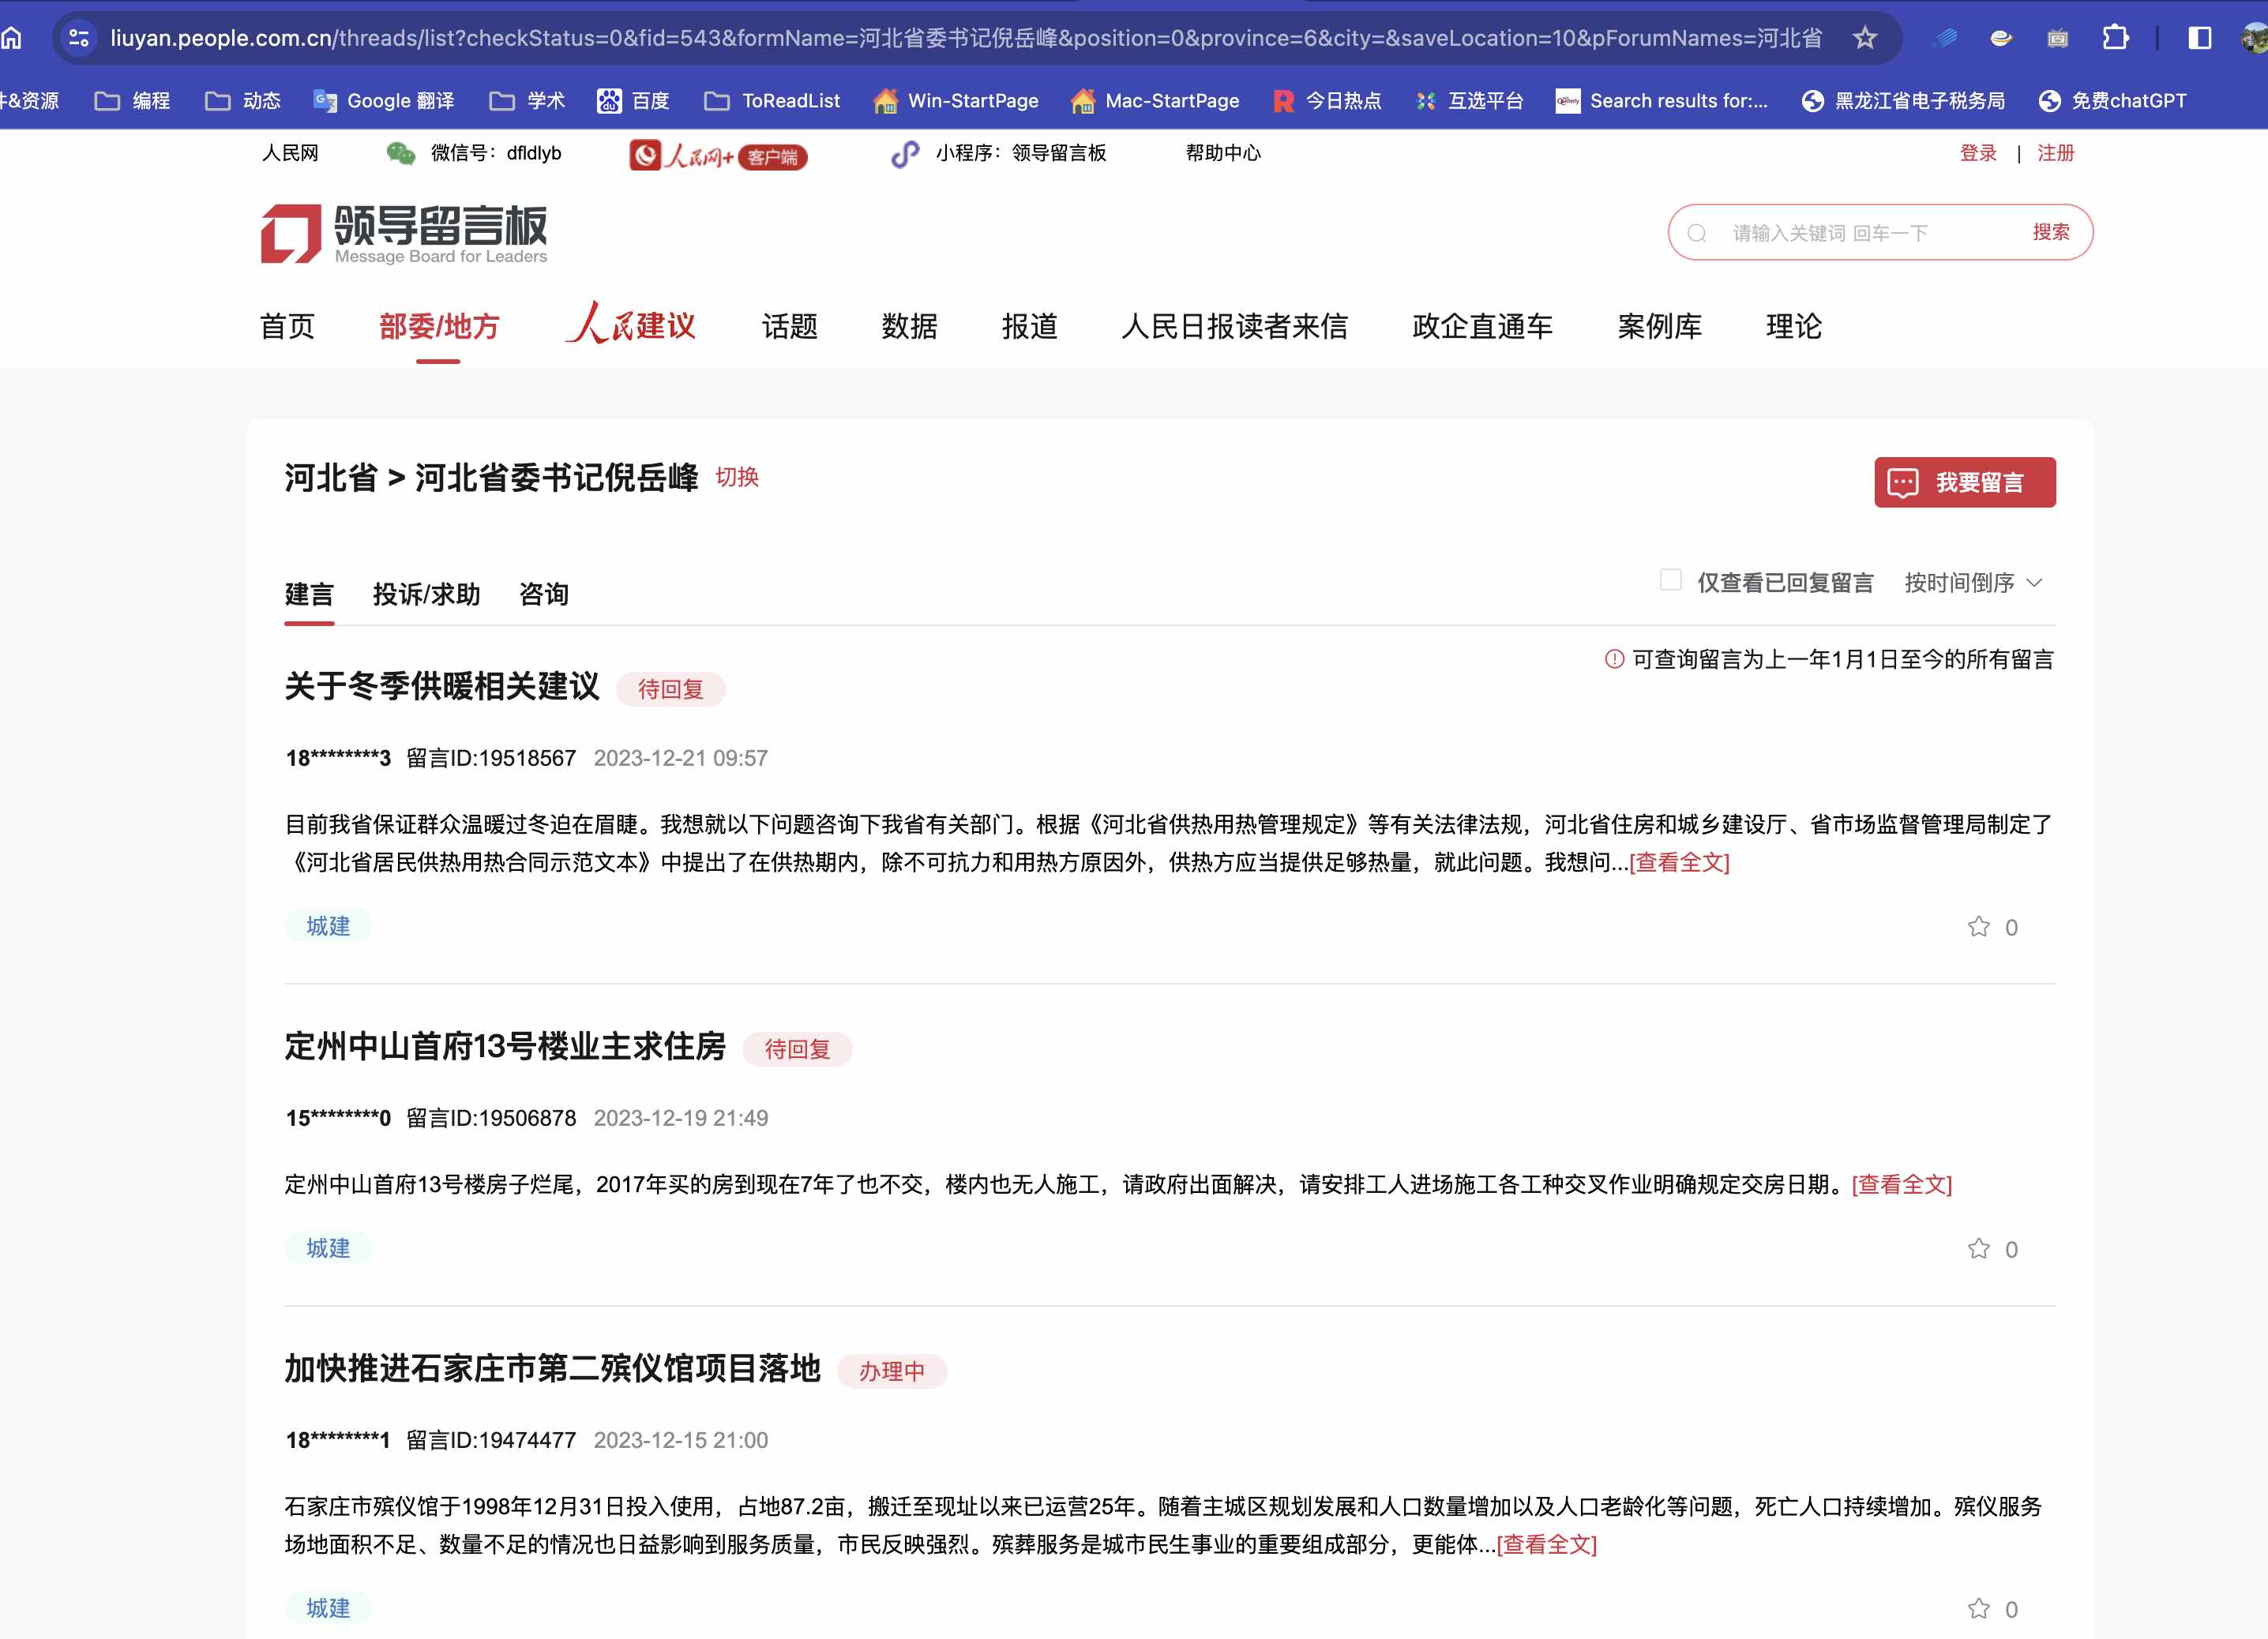 liuyan.people.com.cn/threads/list?checkStatus=0&fid=543&formName=河北省委书记倪岳峰&position=0&province=6&city=&saveLocation=10&pForumNames=河北省
&资源 编程 动态 Google 翻译 学术 百度 ToReadList Win-StartPage Mac-StartPage 今日热点 互选平台 Search results for:... 黑龙江省电子税务局 免费chatGPT
人民网 微信号：dfldlyb 人民网+ 客户端 小程序：领导留言板 帮助中心 登录 | 注册
领导留言板
Message Board for Leaders
请输入关键词 回车一下 搜索
首页 部委/地方 人民建议 话题 数据 报道 人民日报读者来信 政企直通车 案例库 理论
河北省 > 河北省委书记倪岳峰 切换 我要留言
建言 投诉/求助 咨询 仅查看已回复留言 按时间倒序
可查询留言为上一年1月1日至今的所有留言
关于冬季供暖相关建议 待回复
18********3 留言ID:19518567 2023-12-21 09:57
目前我省保证群众温暖过冬迫在眉睫。我想就以下问题咨询下我省有关部门。根据《河北省供热用热管理规定》等有关法律法规，河北省住房和城乡建设厅、省市场监督管理局制定了
《河北省居民供热用热合同示范文本》中提出了在供热期内，除不可抗力和用热方原因外，供热方应当提供足够热量，就此问题。我想问...[查看全文]
城建 0
定州中山首府13号楼业主求住房 待回复
15********0 留言ID:19506878 2023-12-19 21:49
定州中山首府13号楼房子烂尾，2017年买的房到现在7年了也不交，楼内也无人施工，请政府出面解决，请安排工人进场施工各工种交叉作业明确规定交房日期。[查看全文]
城建 0
加快推进石家庄市第二殡仪馆项目落地 办理中
18********1 留言ID:19474477 2023-12-15 21:00
石家庄市殡仪馆于1998年12月31日投入使用，占地87.2亩，搬迁至现址以来已运营25年。随着主城区规划发展和人口数量增加以及人口老龄化等问题，死亡人口持续增加。殡仪服务
场地面积不足、数量不足的情况也日益影响到服务质量，市民反映强烈。殡葬服务是城市民生事业的重要组成部分，更能体...[查看全文]
城建 0